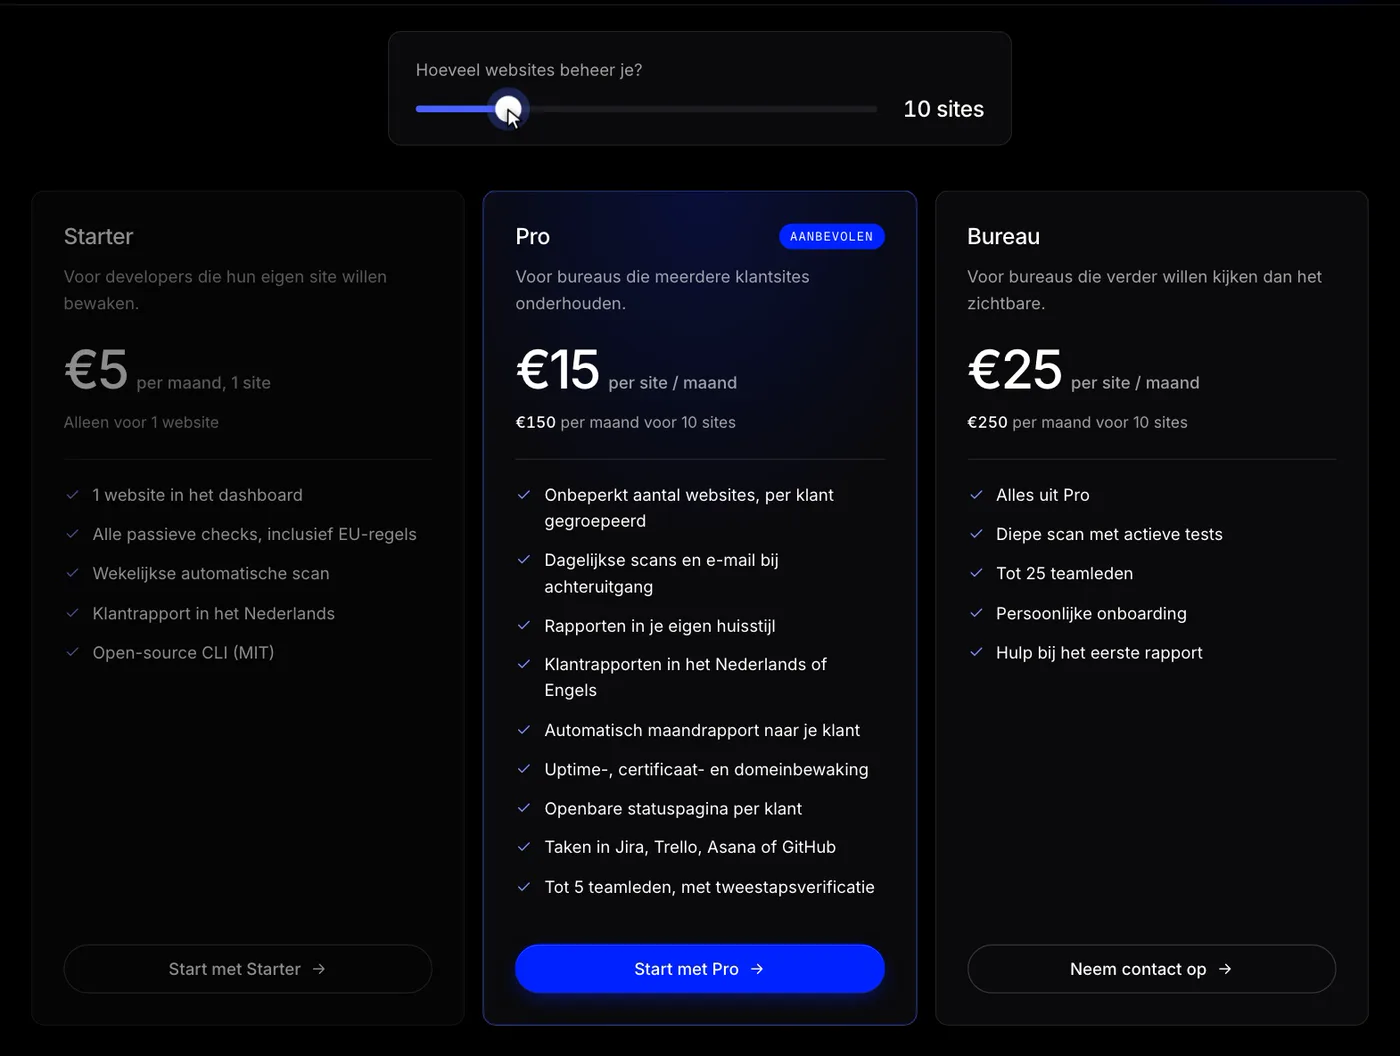 Hoeveel websites beheer je?
10 sites
Starter
Voor developers die hun eigen site willen
bewaken.
€5 per maand, 1 site
Alleen voor 1 website
1 website in het dashboard
Alle passieve checks, inclusief EU-regels
Wekelijkse automatische scan
Klantrapport in het Nederlands
Open-source CLI (MIT)
Start met Starter →
Pro
AANBEVOLEN
Voor bureaus die meerdere klantsites
onderhouden.
€15 per site / maand
€150 per maand voor 10 sites
Onbeperkt aantal websites, per klant
gegroepeerd
Dagelijkse scans en e-mail bij
achteruitgang
Rapporten in je eigen huisstijl
Klantrapporten in het Nederlands of
Engels
Automatisch maandrapport naar je klant
Uptime-, certificaat- en domeinbewaking
Openbare statuspagina per klant
Taken in Jira, Trello, Asana of GitHub
Tot 5 teamleden, met tweestapsverificatie
Start met Pro →
Bureau
Voor bureaus die verder willen kijken dan het
zichtbare.
€25 per site / maand
€250 per maand voor 10 sites
Alles uit Pro
Diepe scan met actieve tests
Tot 25 teamleden
Persoonlijke onboarding
Hulp bij het eerste rapport
Neem contact op →